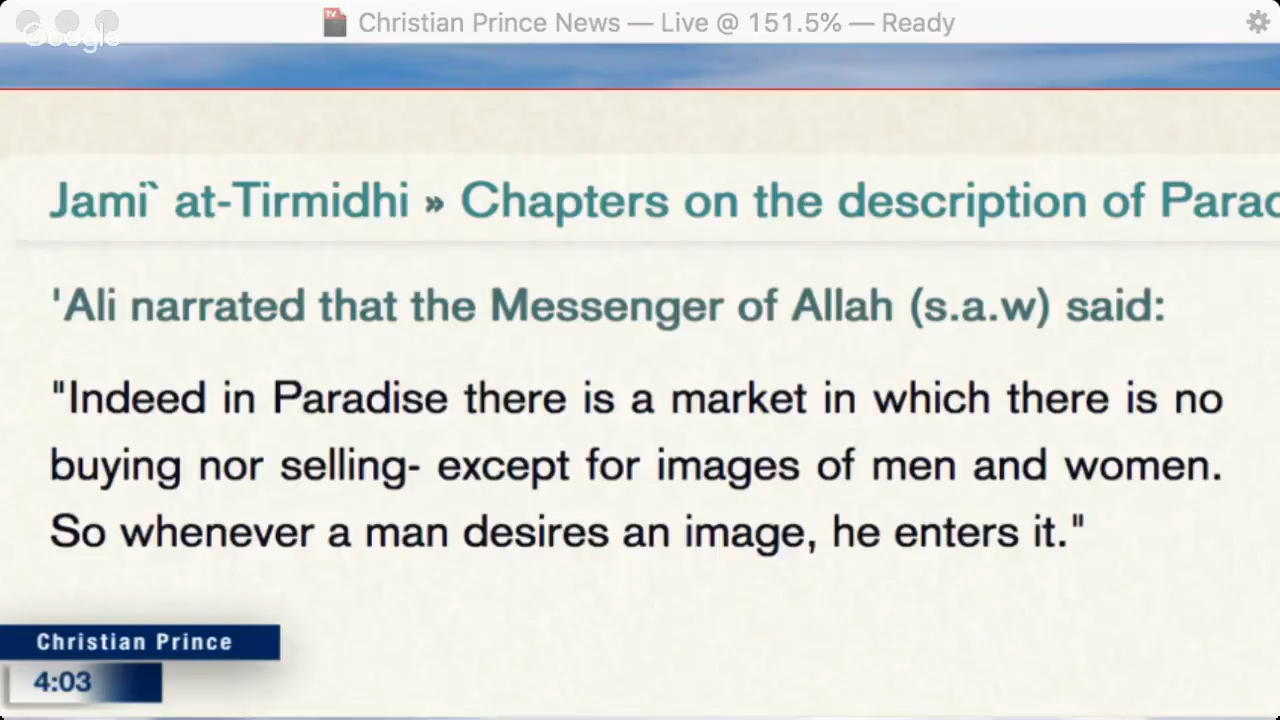 Christian Prince News — Live @ 151.5% — Ready
Google
Jami` at-Tirmidhi » Chapters on the description of Parad
'Ali narrated that the Messenger of Allah (s.a.w) said:
"Indeed in Paradise there is a market in which there is no
buying nor selling- except for images of men and women.
So whenever a man desires an image, he enters it."
Christian Prince
4:03